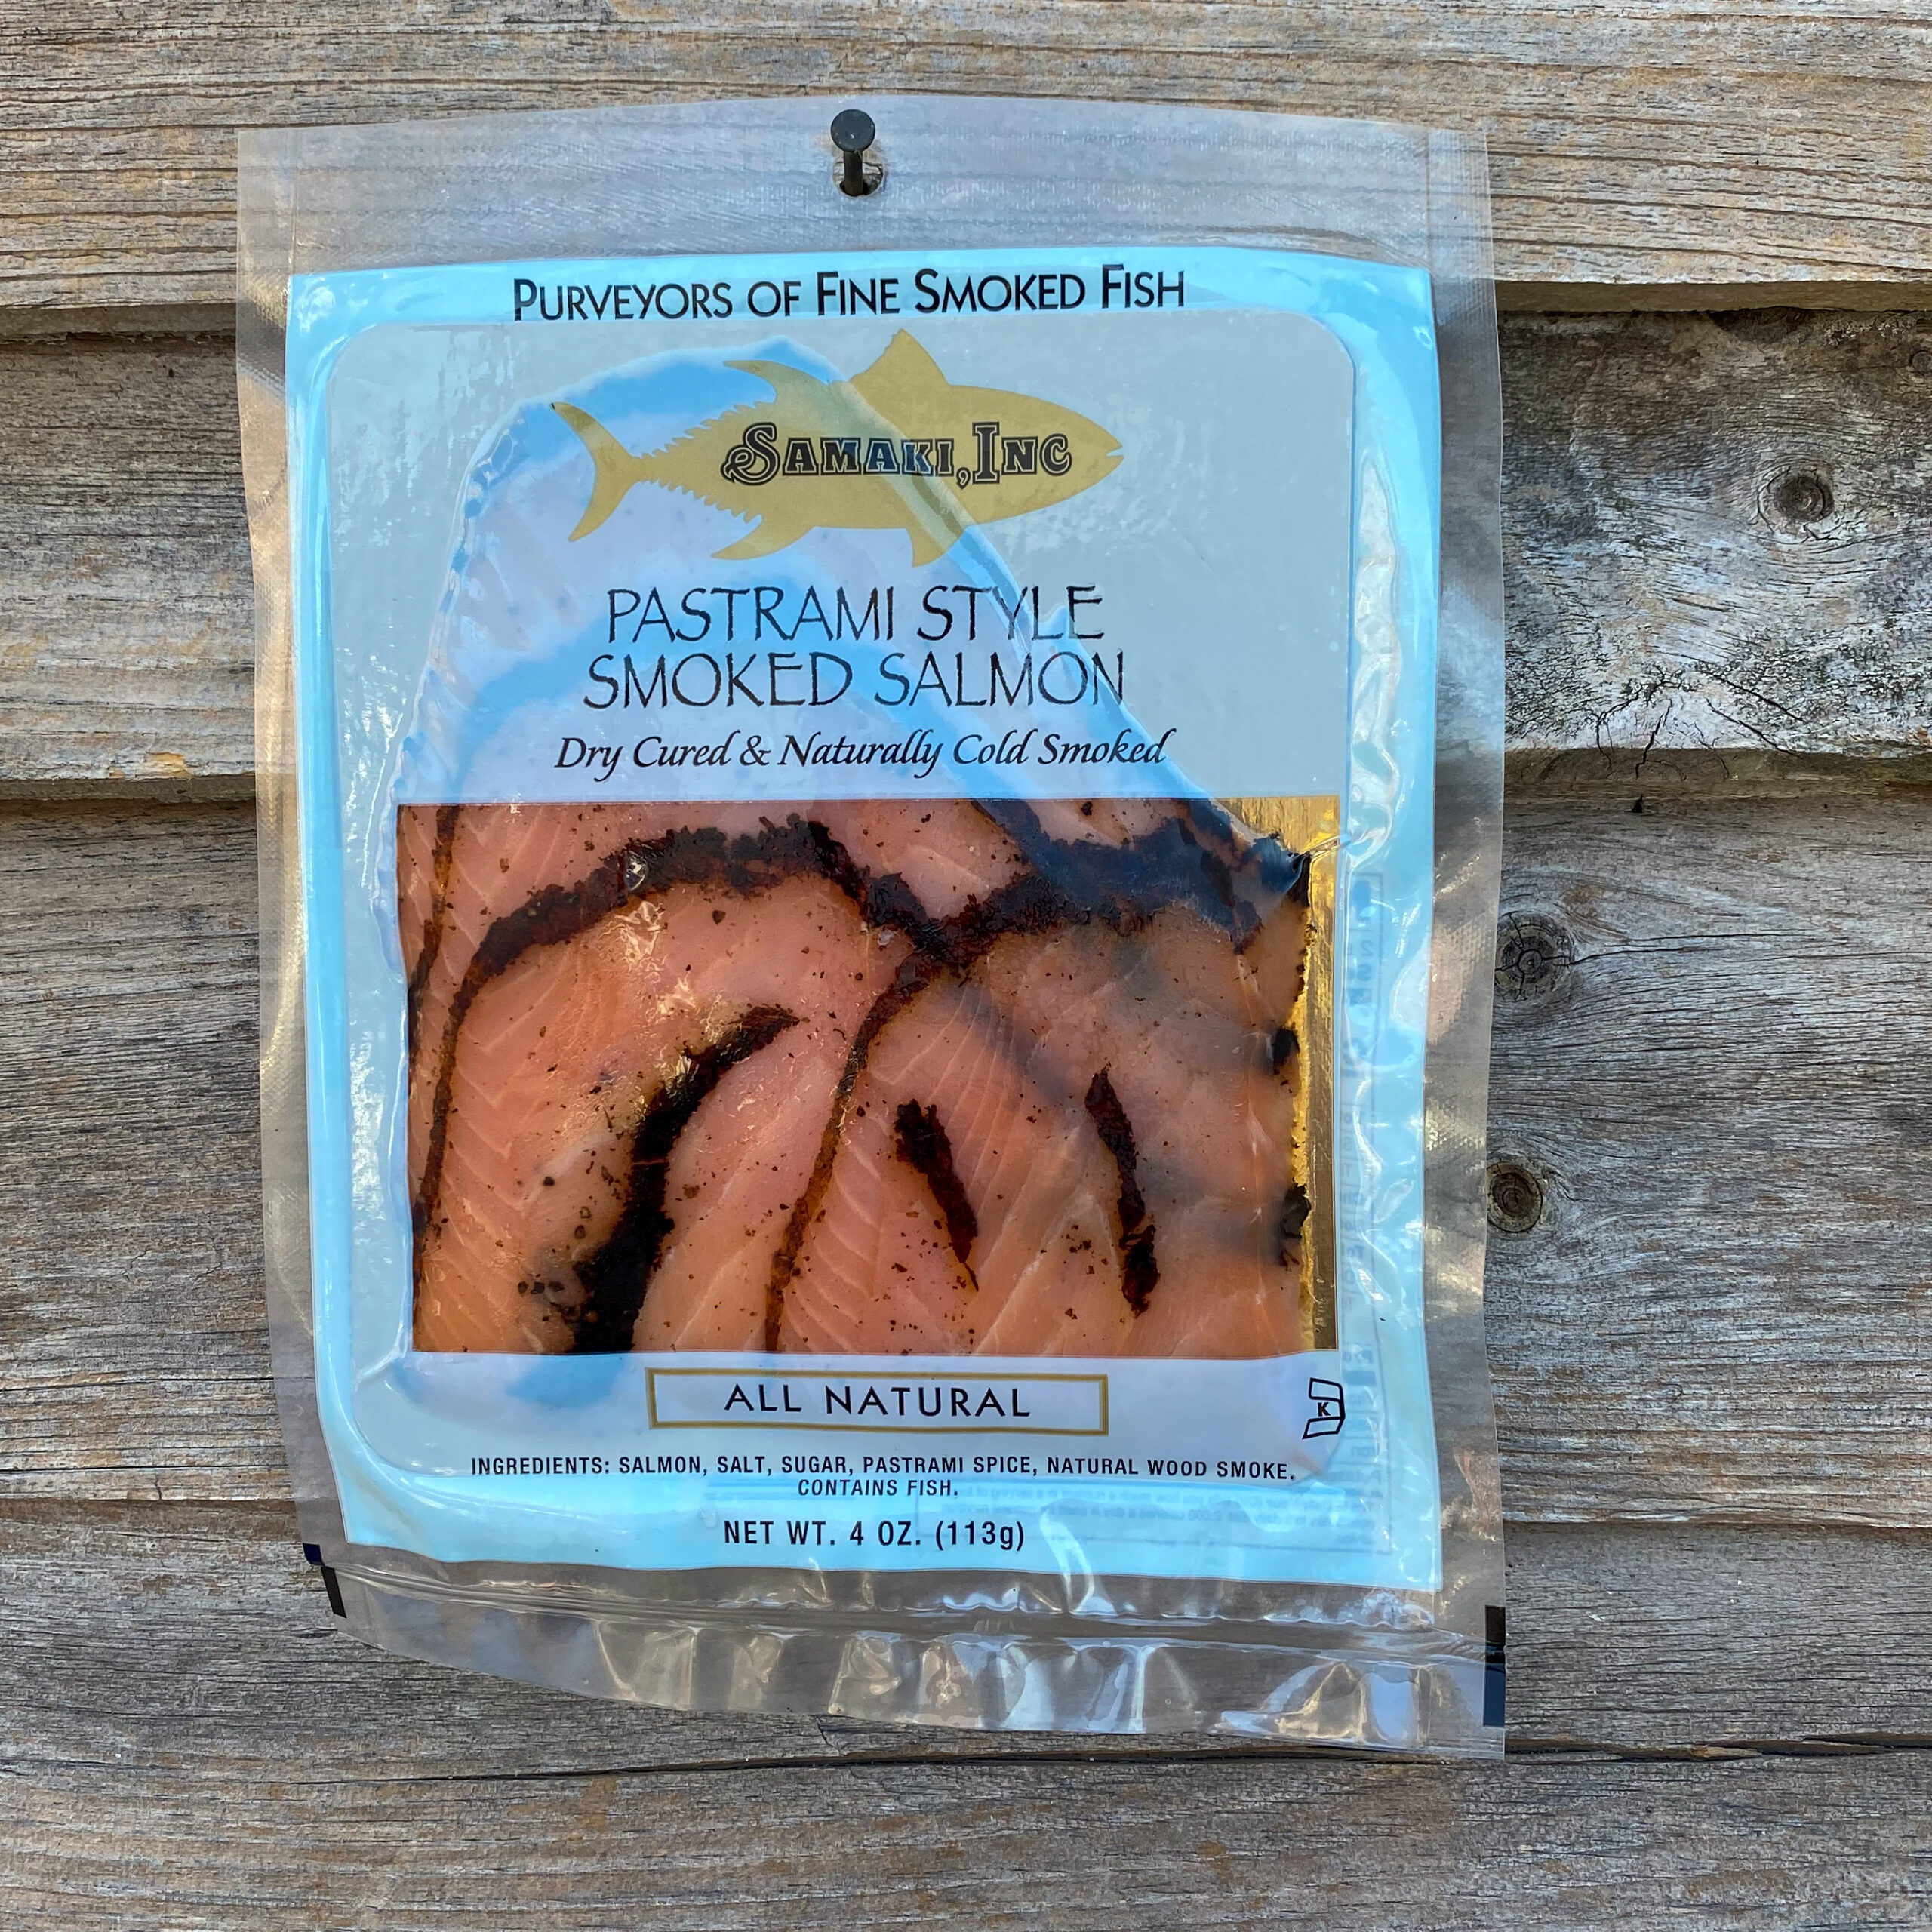 PURVEYORS OF FINE SMOKED FISH
SAMAKI, INC
PASTRAMI STYLE
SMOKED SALMON
Dry Cured & Naturally Cold Smoked
ALL NATURAL
K
INGREDIENTS: SALMON, SALT, SUGAR, PASTRAMI SPICE, NATURAL WOOD SMOKE.
CONTAINS FISH.
NET WT. 4 OZ. (113g)